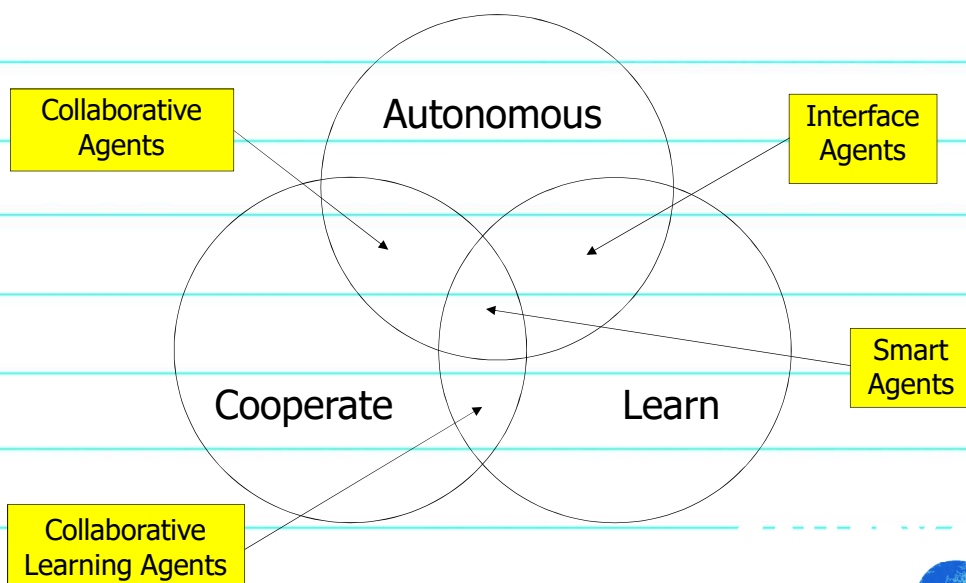 Collaborative
Agents
Autonomous
Interface
Agents
Smart
Agents
Cooperate
Learn
Collaborative
Learning Agents